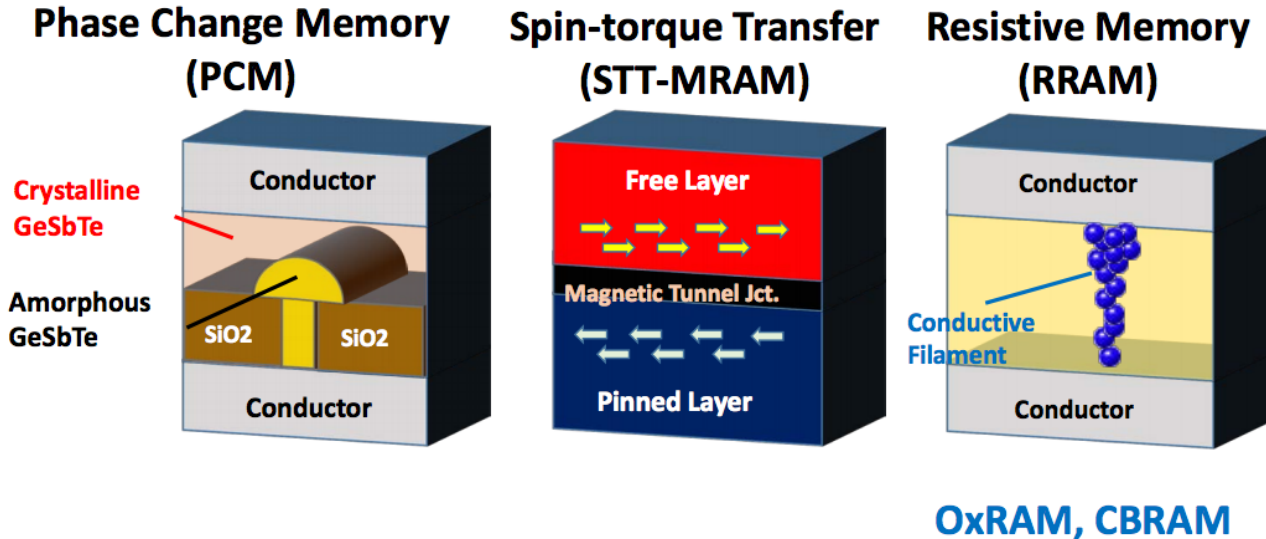 Phase Change Memory
(PCM)
Spin-torque Transfer
(STT-MRAM)
Resistive Memory
(RRAM)
Conductor
Crystalline
GeSbTe
Amorphous
GeSbTe
SiO2
SiO2
Conductor
Free Layer
Magnetic Tunnel Jct.
Pinned Layer
Conductor
Conductive
Filament
Conductor
OxRAM, CBRAM